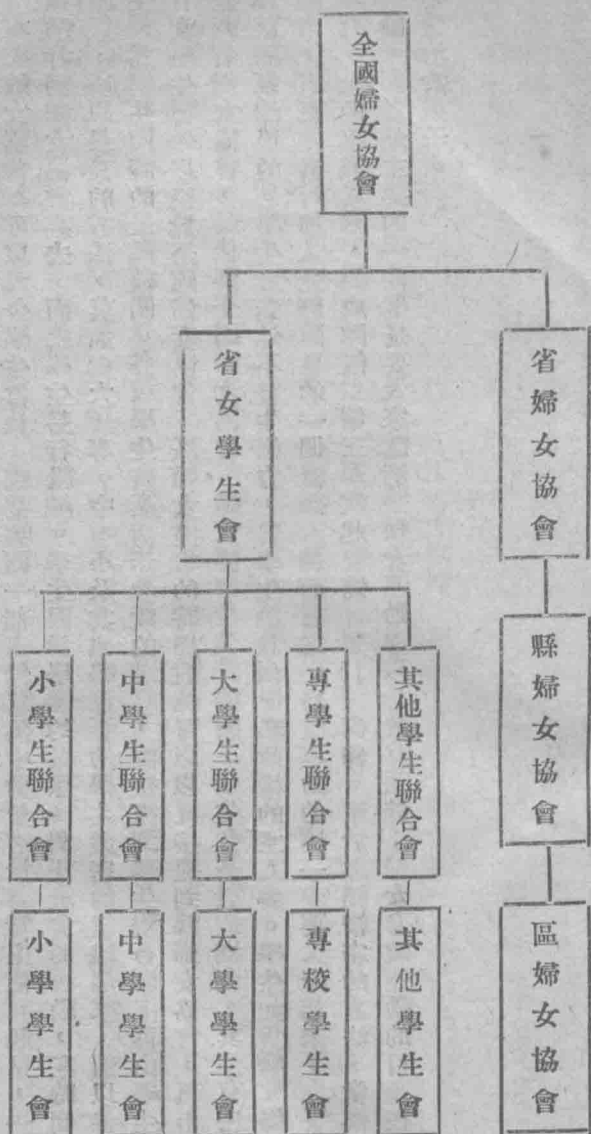 全國婦女協會
省婦女協會
省女學生會
縣婦女協會
其他學生聯合會
專學生聯合會
大學生聯合會
中學生聯合會
小學生聯合會
區婦女協會
其他學生會
專校學生會
大學學生會
中學學生會
小學學生會